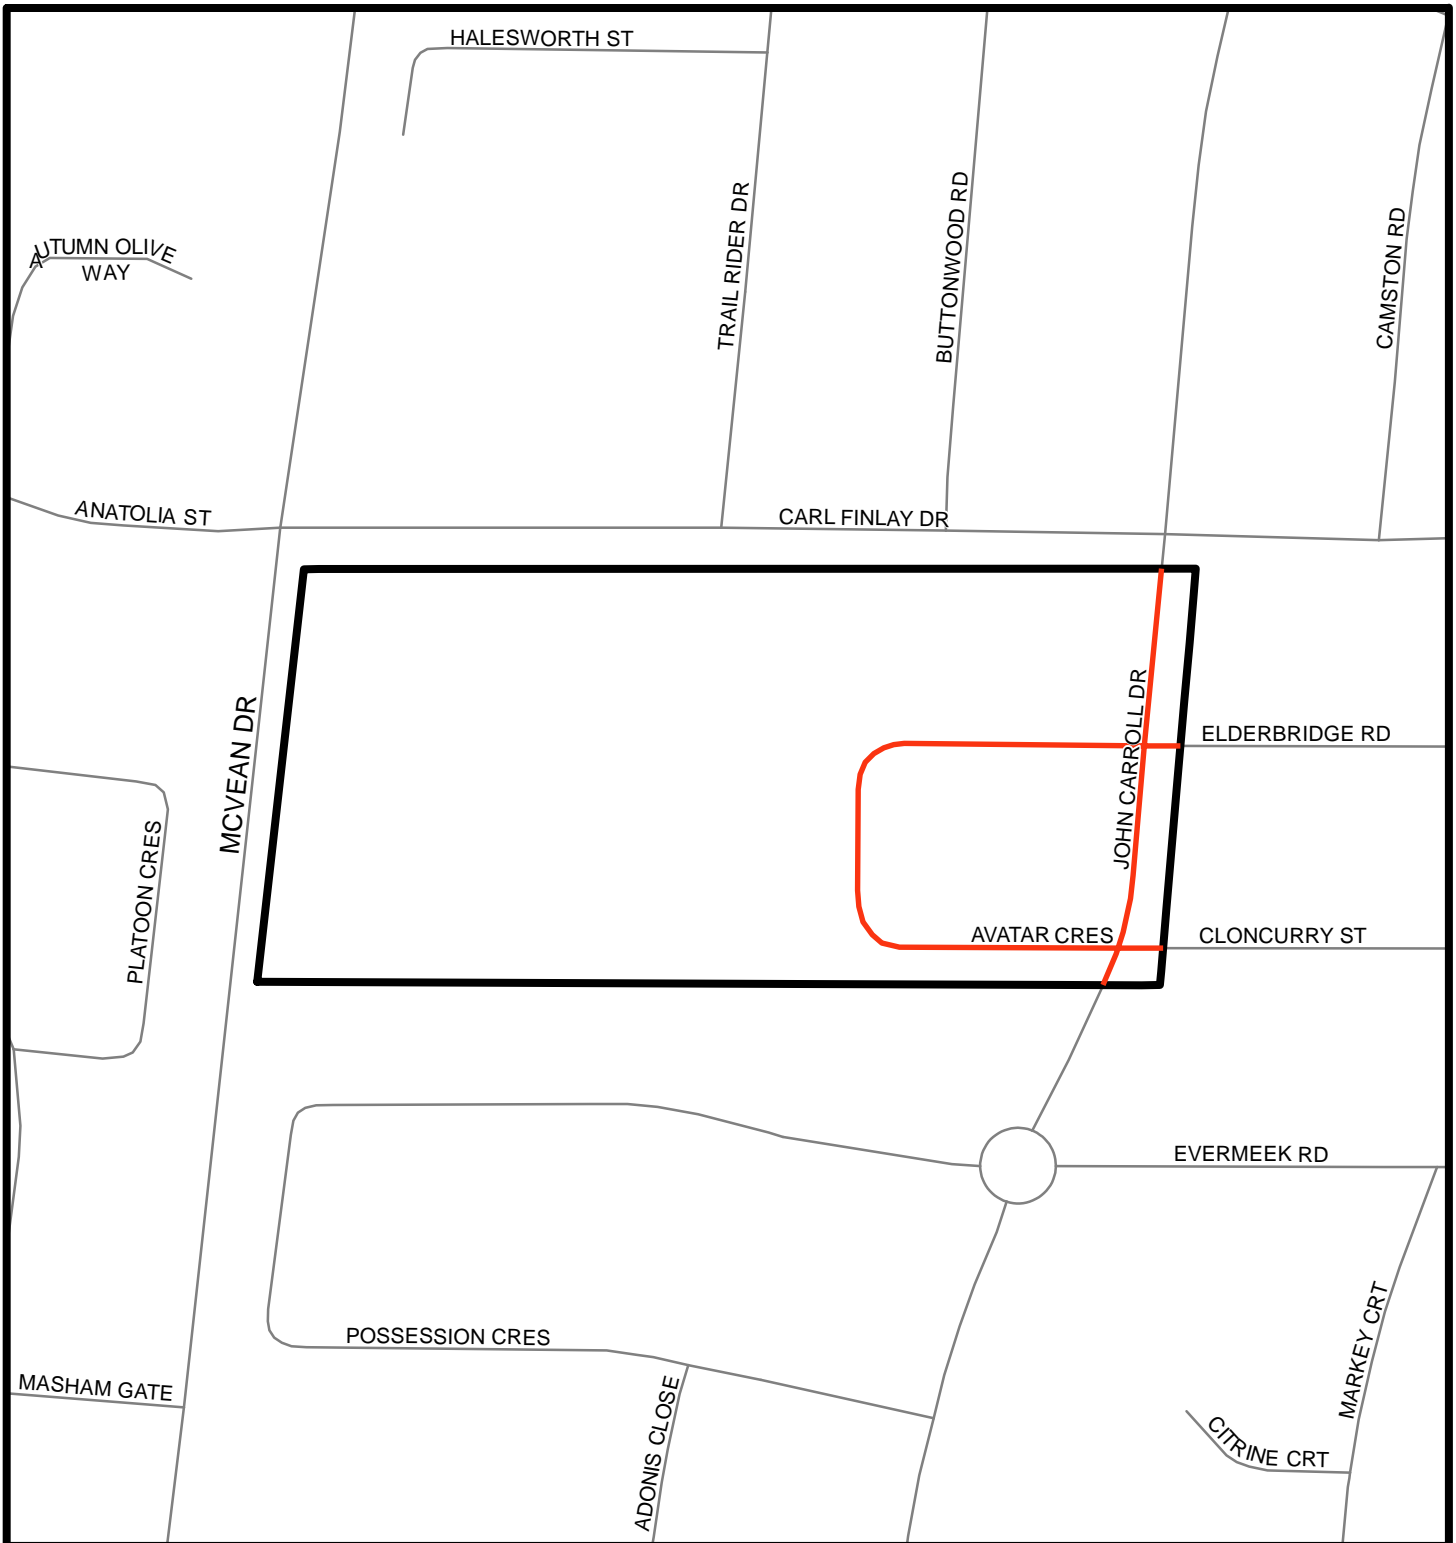 HALESWORTH ST
TRAIL RIDER DR
BUTTONWOOD RD
CAMSTON RD
AUTUMN OLIVE
WAY
ANATOLIA ST
CARL FINLAY DR
MCVEAN DR
JOHN CARROLL DR
ELDERBRIDGE RD
PLATOON CRES
AVATAR CRES
CLONCURRY ST
EVERMEEK RD
POSSESSION CRES
MARKEY CRT
MASHAM GATE
ADONIS CLOSE
CITRINE CRT